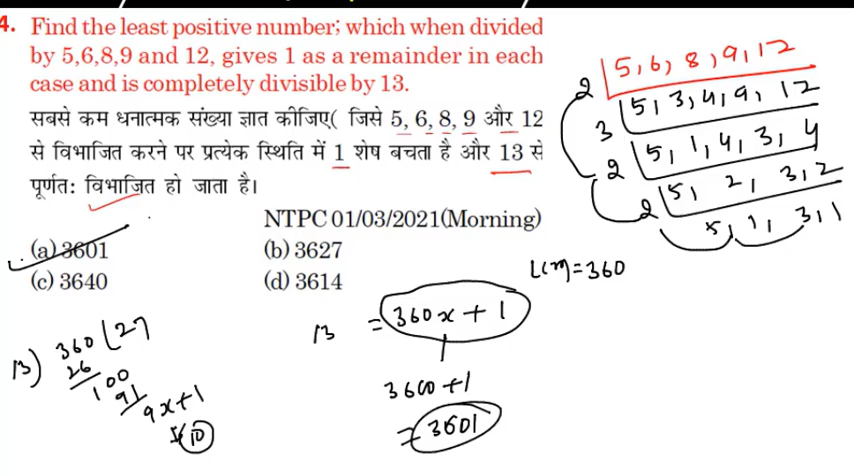 4. Find the least positive number; which when divided
by 5,6,8,9 and 12, gives 1 as a remainder in each
case and is completely divisible by 13.
सबसे कम धनात्मक संख्या ज्ञात कीजिए( जिसे 5, 6, 8, 9 और 12
से विभाजित करने पर प्रत्येक स्थिति में 1 शेष बचता है और 13 से
पूर्णत: विभाजित हो जाता है।
NTPC 01/03/2021(Morning)
(a) 3601 (b) 3627
(c) 3640 (d) 3614
2 5, 6, 8, 9, 12
3 5, 3, 4, 9, 12
2 5, 1, 4, 3, 4
2 5, 2, 3, 2
5, 1, 3, 1
LCM = 360
13 = 360x + 1
3600 + 1
= 3601
13) 360 (27
26
100
91
9x + 1
10